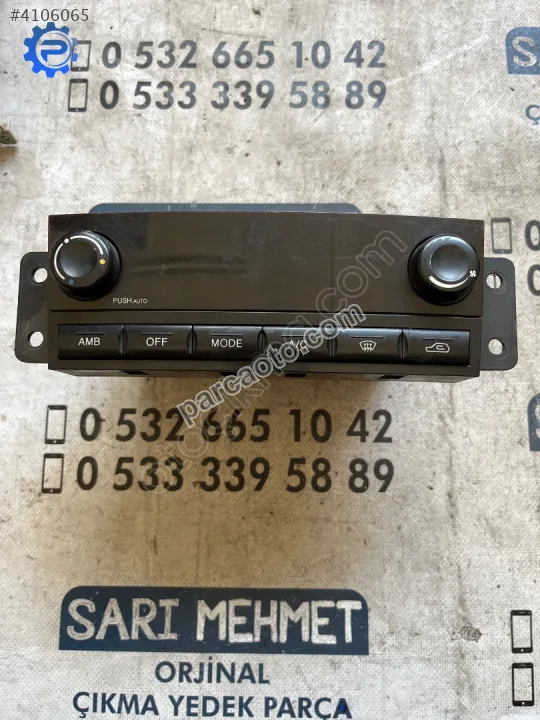 #4106065
0 532 665 10 42
0 533 339 58 89
SAR
PUSH AUTO
AMB OFF MODE A/C
parcaoto.com
0 532 665 10 42
0 533 339 58 89
SARI MEHMET
ORJİNAL
ÇIKMA YEDEK PARÇA